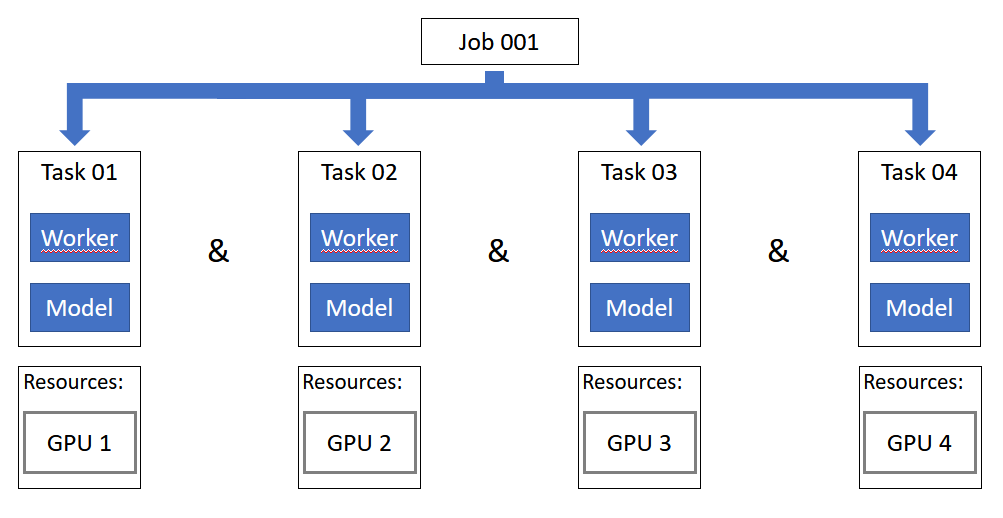 Job 001
Task 01
Worker
Model
&
Task 02
Worker
Model
&
Task 03
Worker
Model
&
Task 04
Worker
Model
Resources:
GPU 1
Resources:
GPU 2
Resources:
GPU 3
Resources:
GPU 4